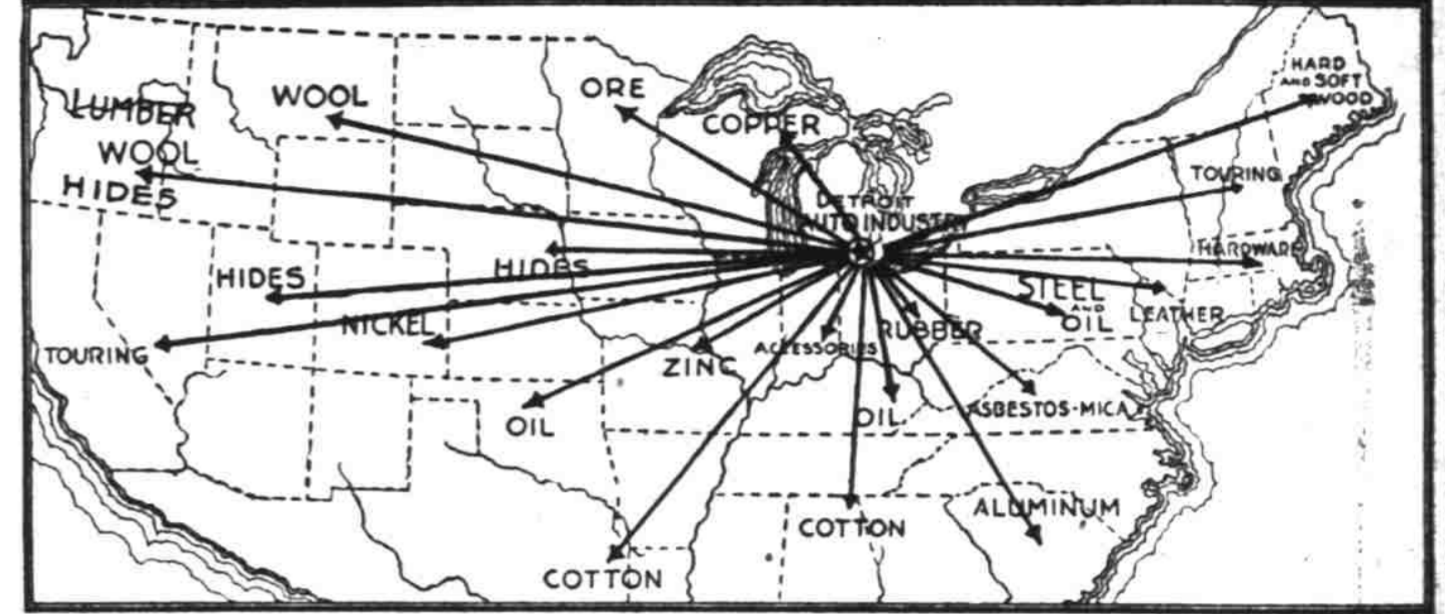 HARD
AND SOFT
WOOD
ORE
WOOL
LUMBER
COPPER
WOOL
HIDES
TOURING
DETROIT
AUTO INDUSTRY
HARDWARE
HIDES
HIDES
STEEL
AND
OIL
LEATHER
NICKEL
RUBBER
TOURING
ACCESSORIES
ZINC
ASBESTOS-MICA
OIL
OIL
ALUMINUM
COTTON
COTTON